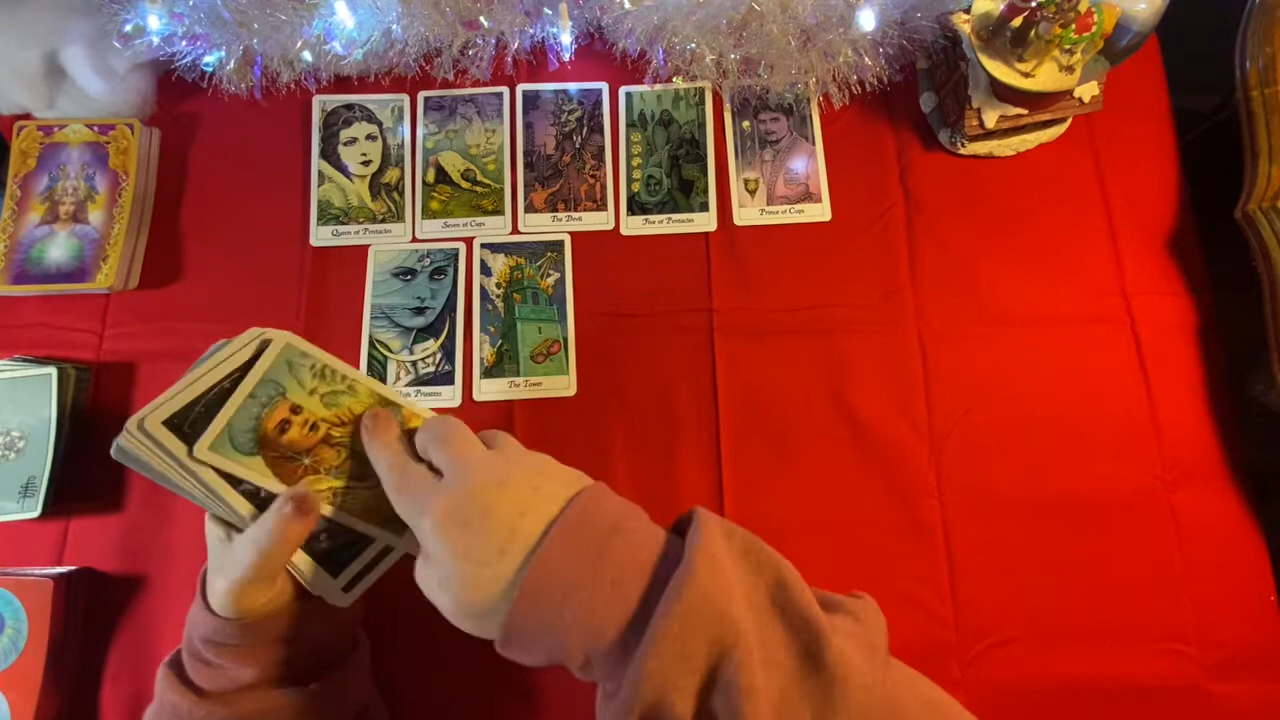 Queen of Pentacles
Seven of Cups
The Devil
Five of Pentacles
Prince of Cups
High Priestess
The Tower